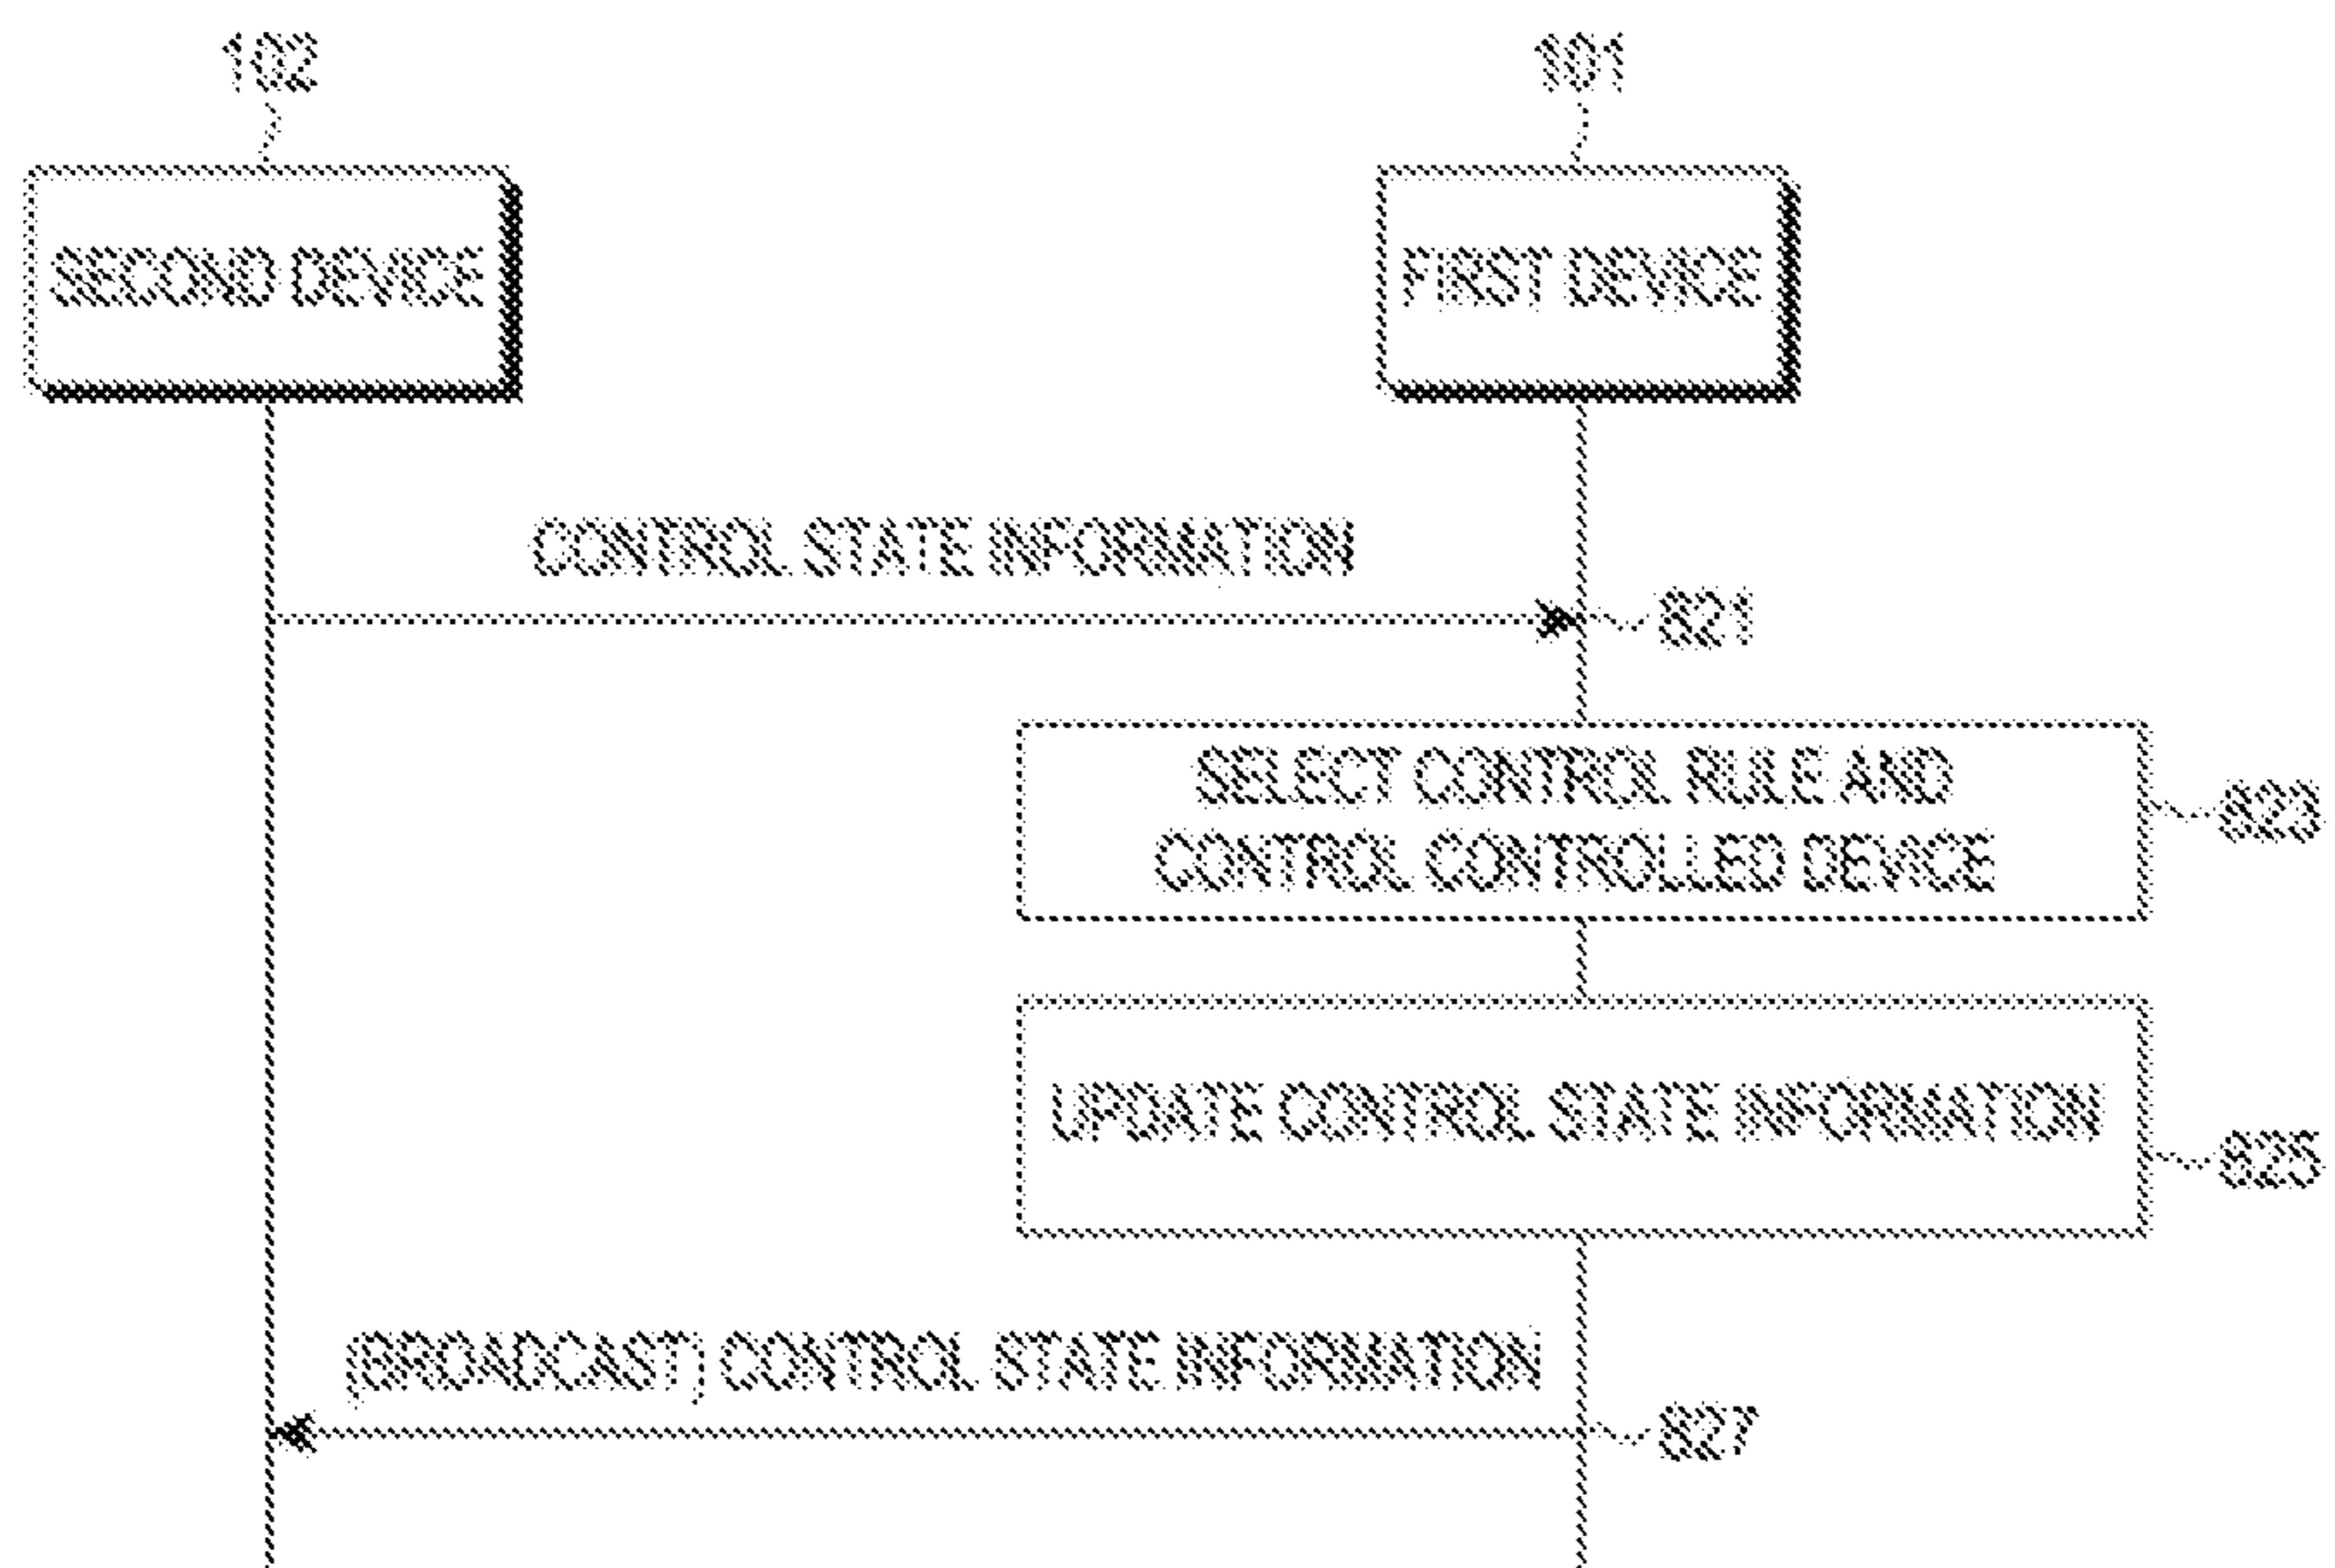 102
101
SECOND DEVICE
FIRST DEVICE
CONTROL STATE INFORMATION
821
SELECT CONTROL RULE AND
CONTROL CONTROLLED DEVICE
823
UPDATE CONTROL STATE INFORMATION
825
(BROADCAST) CONTROL STATE INFORMATION
827